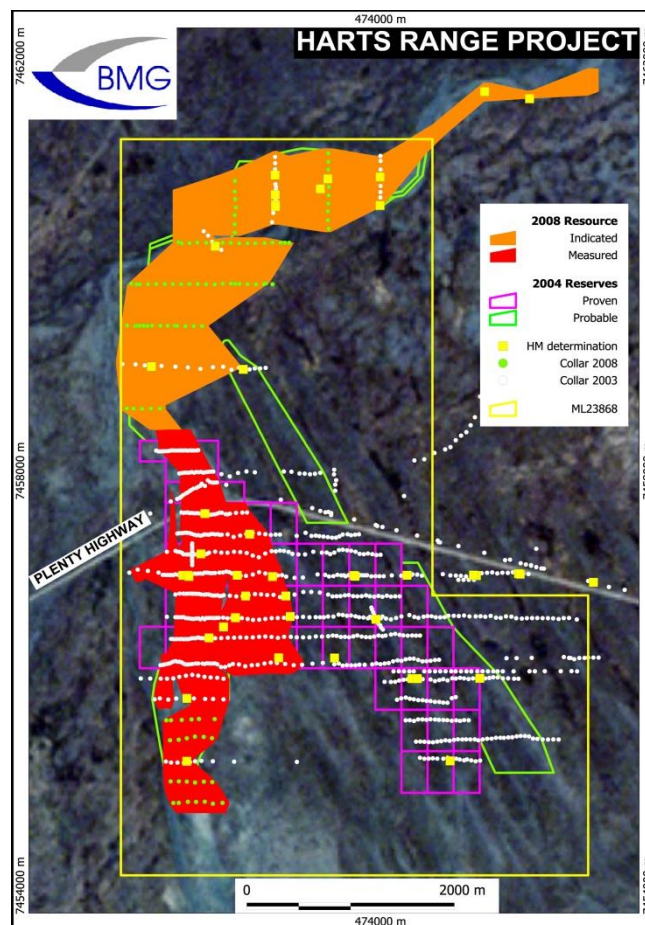 474000 m
7462000 m
BMG
HARTS RANGE PROJECT
2008 Resource
Indicated
Measured
2004 Reserves
Proven
Probable
HM determination
Collar 2008
Collar 2003
ML23868
7458000 m
PLENTY HIGHWAY
7454000 m
0 2000 m
474000 m